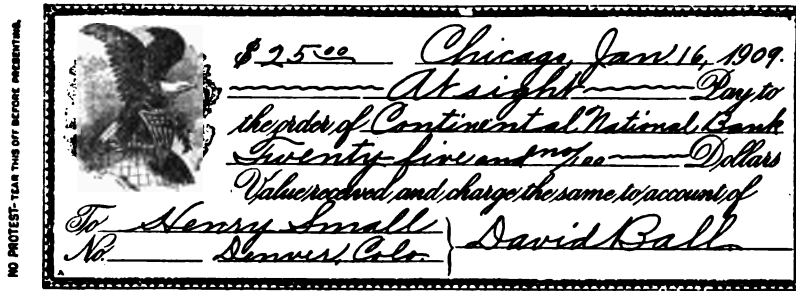 NO PROTEST-TEAR THIS OFF BEFORE PRESENTING.
$25 00 Chicago, Jan. 16, 1909.
At sight Pay to
the order of Continental National Bank
Twenty five and no/100 Dollars
Value received and charge the same to account of
To Henry Small
No. Denver, Colo. } David Ball
A